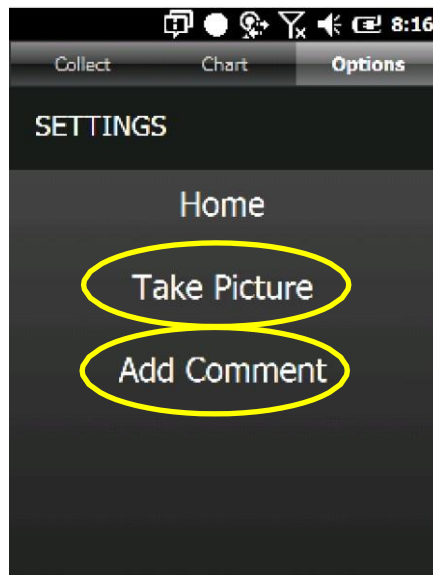 8:16
Collect Chart Options
SETTINGS
Home
Take Picture
Add Comment